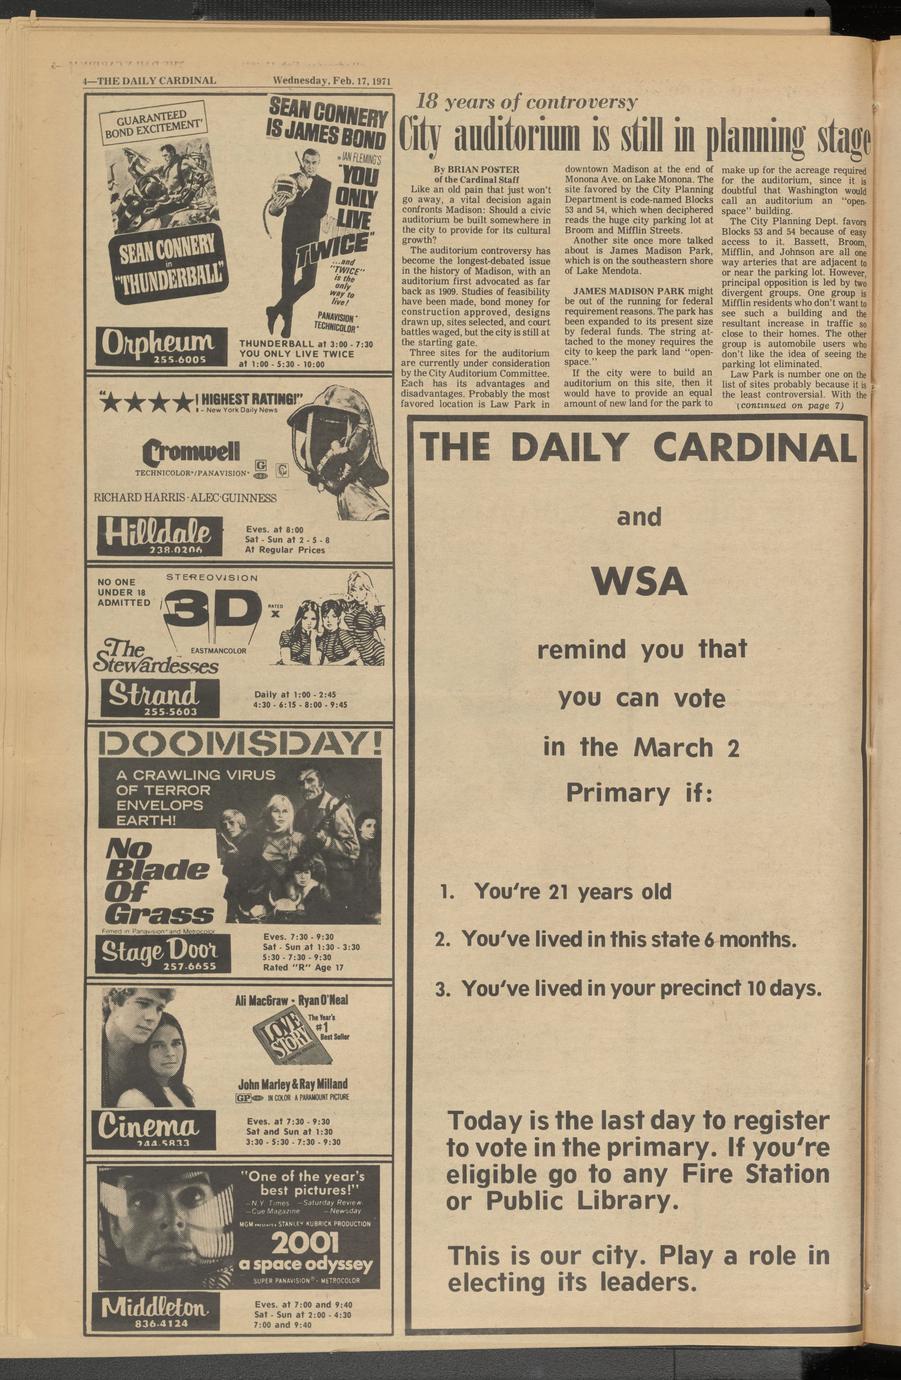 4—THE DAILY CARDINAL
Wednesday, Feb. 17, 1971
GUARANTEED
BOND EXCITEMENT'
SEAN CONNERY
in
"THUNDERBALL"
SEAN CONNERY
IS JAMES BOND
IN IAN FLEMING'S
"YOU
ONLY
LIVE
TWICE"
...and
"TWICE"
is the
only
way to
live!
PANAVISION®
TECHNICOLOR®
Orpheum
255-6005
THUNDERBALL at 3:00 - 7:30
YOU ONLY LIVE TWICE
at 1:00 - 5:30 - 10:00
"★★★★! HIGHEST RATING!"
- New York Daily News
Cromwell
TECHNICOLOR®/PANAVISION®
G
C
RICHARD HARRIS · ALEC GUINNESS
Hilldale
238-0206
Eves. at 8:00
Sat - Sun at 2 - 5 - 8
At Regular Prices
NO ONE
UNDER 18
ADMITTED
STEREOVISION
3D
RATED
X
EASTMANCOLOR
The
Stewardesses
Strand
255-5603
Daily at 1:00 - 2:45
4:30 - 6:15 - 8:00 - 9:45
DOOMSDAY!
A CRAWLING VIRUS
OF TERROR
ENVELOPS
EARTH!
No
Blade
Of
Grass
Filmed in Panavision® and Metrocolor
Stage Door
257-6655
Eves. 7:30 - 9:30
Sat - Sun at 1:30 - 3:30
5:30 - 7:30 - 9:30
Rated "R" Age 17
Ali MacGraw - Ryan O'Neal
LOVE
STORY
The Year's
#1
Best Seller
John Marley & Ray Milland
GP IN COLOR A PARAMOUNT PICTURE
Cinema
244-5833
Eves. at 7:30 - 9:30
Sat and Sun at 1:30
3:30 - 5:30 - 7:30 - 9:30
"One of the year's
best pictures!"
—N.Y. Times —Saturday Review
—Cue Magazine —Newsday
MGM PRESENTS A STANLEY KUBRICK PRODUCTION
2001
a space odyssey
SUPER PANAVISION® - METROCOLOR
Middleton
836-4124
Eves. at 7:00 and 9:40
Sat - Sun at 2:00 - 4:30
7:00 and 9:40
18 years of controversy
City auditorium is still in planning stage
By BRIAN POSTER
of the Cardinal Staff
Like an old pain that just won't
go away, a vital decision again
confronts Madison: Should a civic
auditorium be built somewhere in
the city to provide for its cultural
growth?
The auditorium controversy has
become the longest-debated issue
in the history of Madison, with an
auditorium first advocated as far
back as 1909. Studies of feasibility
have been made, bond money for
construction approved, designs
drawn up, sites selected, and court
battles waged, but the city is still at
the starting gate.
Three sites for the auditorium
are currently under consideration
by the City Auditorium Committee.
Each has its advantages and
disadvantages. Probably the most
favored location is Law Park in
downtown Madison at the end of
Monona Ave. on Lake Monona. The
site favored by the City Planning
Department is code-named Blocks
53 and 54, which when deciphered
reads the huge city parking lot at
Broom and Mifflin Streets.
Another site once more talked
about is James Madison Park,
which is on the southeastern shore
of Lake Mendota.
JAMES MADISON PARK might
be out of the running for federal
requirement reasons. The park has
been expanded to its present size
by federal funds. The string at-
tached to the money requires the
city to keep the park land "open-
space."
If the city were to build an
auditorium on this site, then it
would have to provide an equal
amount of new land for the park to
make up for the acreage required
for the auditorium, since it is
doubtful that Washington would
call an auditorium an "open-
space" building.
The City Planning Dept. favors
Blocks 53 and 54 because of easy
access to it. Bassett, Broom,
Mifflin, and Johnson are all one
way arteries that are adjacent to
or near the parking lot. However,
principal opposition is led by two
divergent groups. One group is
Mifflin residents who don't want to
see such a building and the
resultant increase in traffic so
close to their homes. The other
group is automobile users who
don't like the idea of seeing the
parking lot eliminated.
Law Park is number one on the
list of sites probably because it is
the least controversial. With the
(continued on page 7)
THE DAILY CARDINAL
and
WSA
remind you that
you can vote
in the March 2
Primary if:
1. You're 21 years old
2. You've lived in this state 6 months.
3. You've lived in your precinct 10 days.
Today is the last day to register
to vote in the primary. If you're
eligible go to any Fire Station
or Public Library.
This is our city. Play a role in
electing its leaders.